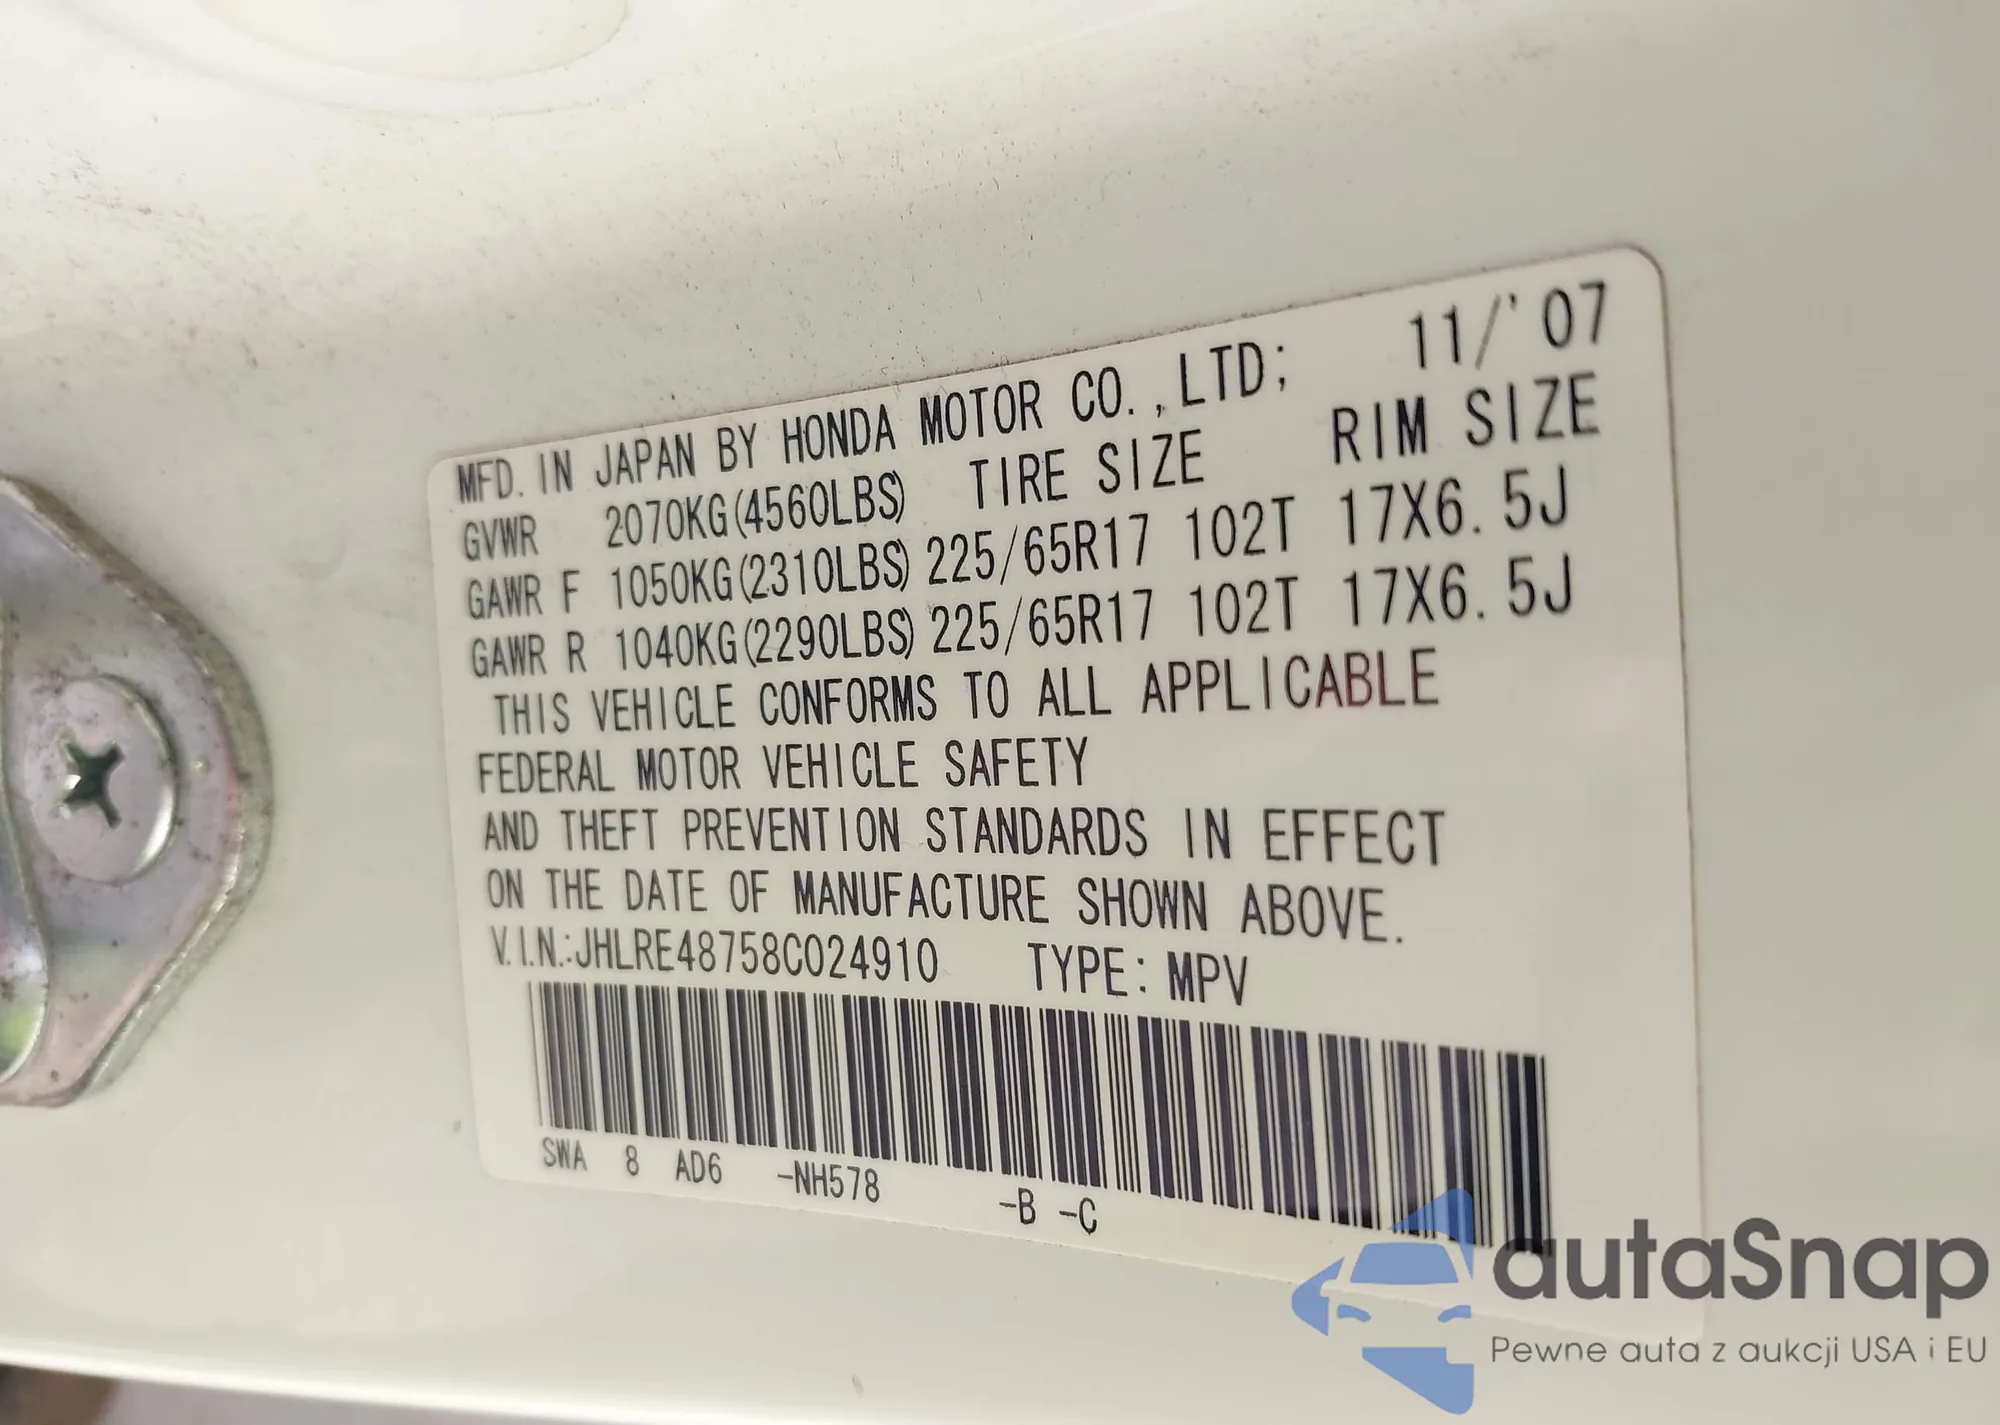 MFD. IN JAPAN BY HONDA MOTOR CO.,LTD; 11/'07
GVWR 2070KG(4560LBS) TIRE SIZE RIM SIZE
GAWR F 1050KG(2310LBS) 225/65R17 102T 17X6.5J
GAWR R 1040KG(2290LBS) 225/65R17 102T 17X6.5J
THIS VEHICLE CONFORMS TO ALL APPLICABLE
FEDERAL MOTOR VEHICLE SAFETY
AND THEFT PREVENTION STANDARDS IN EFFECT
ON THE DATE OF MANUFACTURE SHOWN ABOVE.
V.I.N.:JHLRE48758C024910 TYPE: MPV
SWA 8 AD6 -NH578 -B -C
autaSnap
Pewne auta z aukcji USA i EU